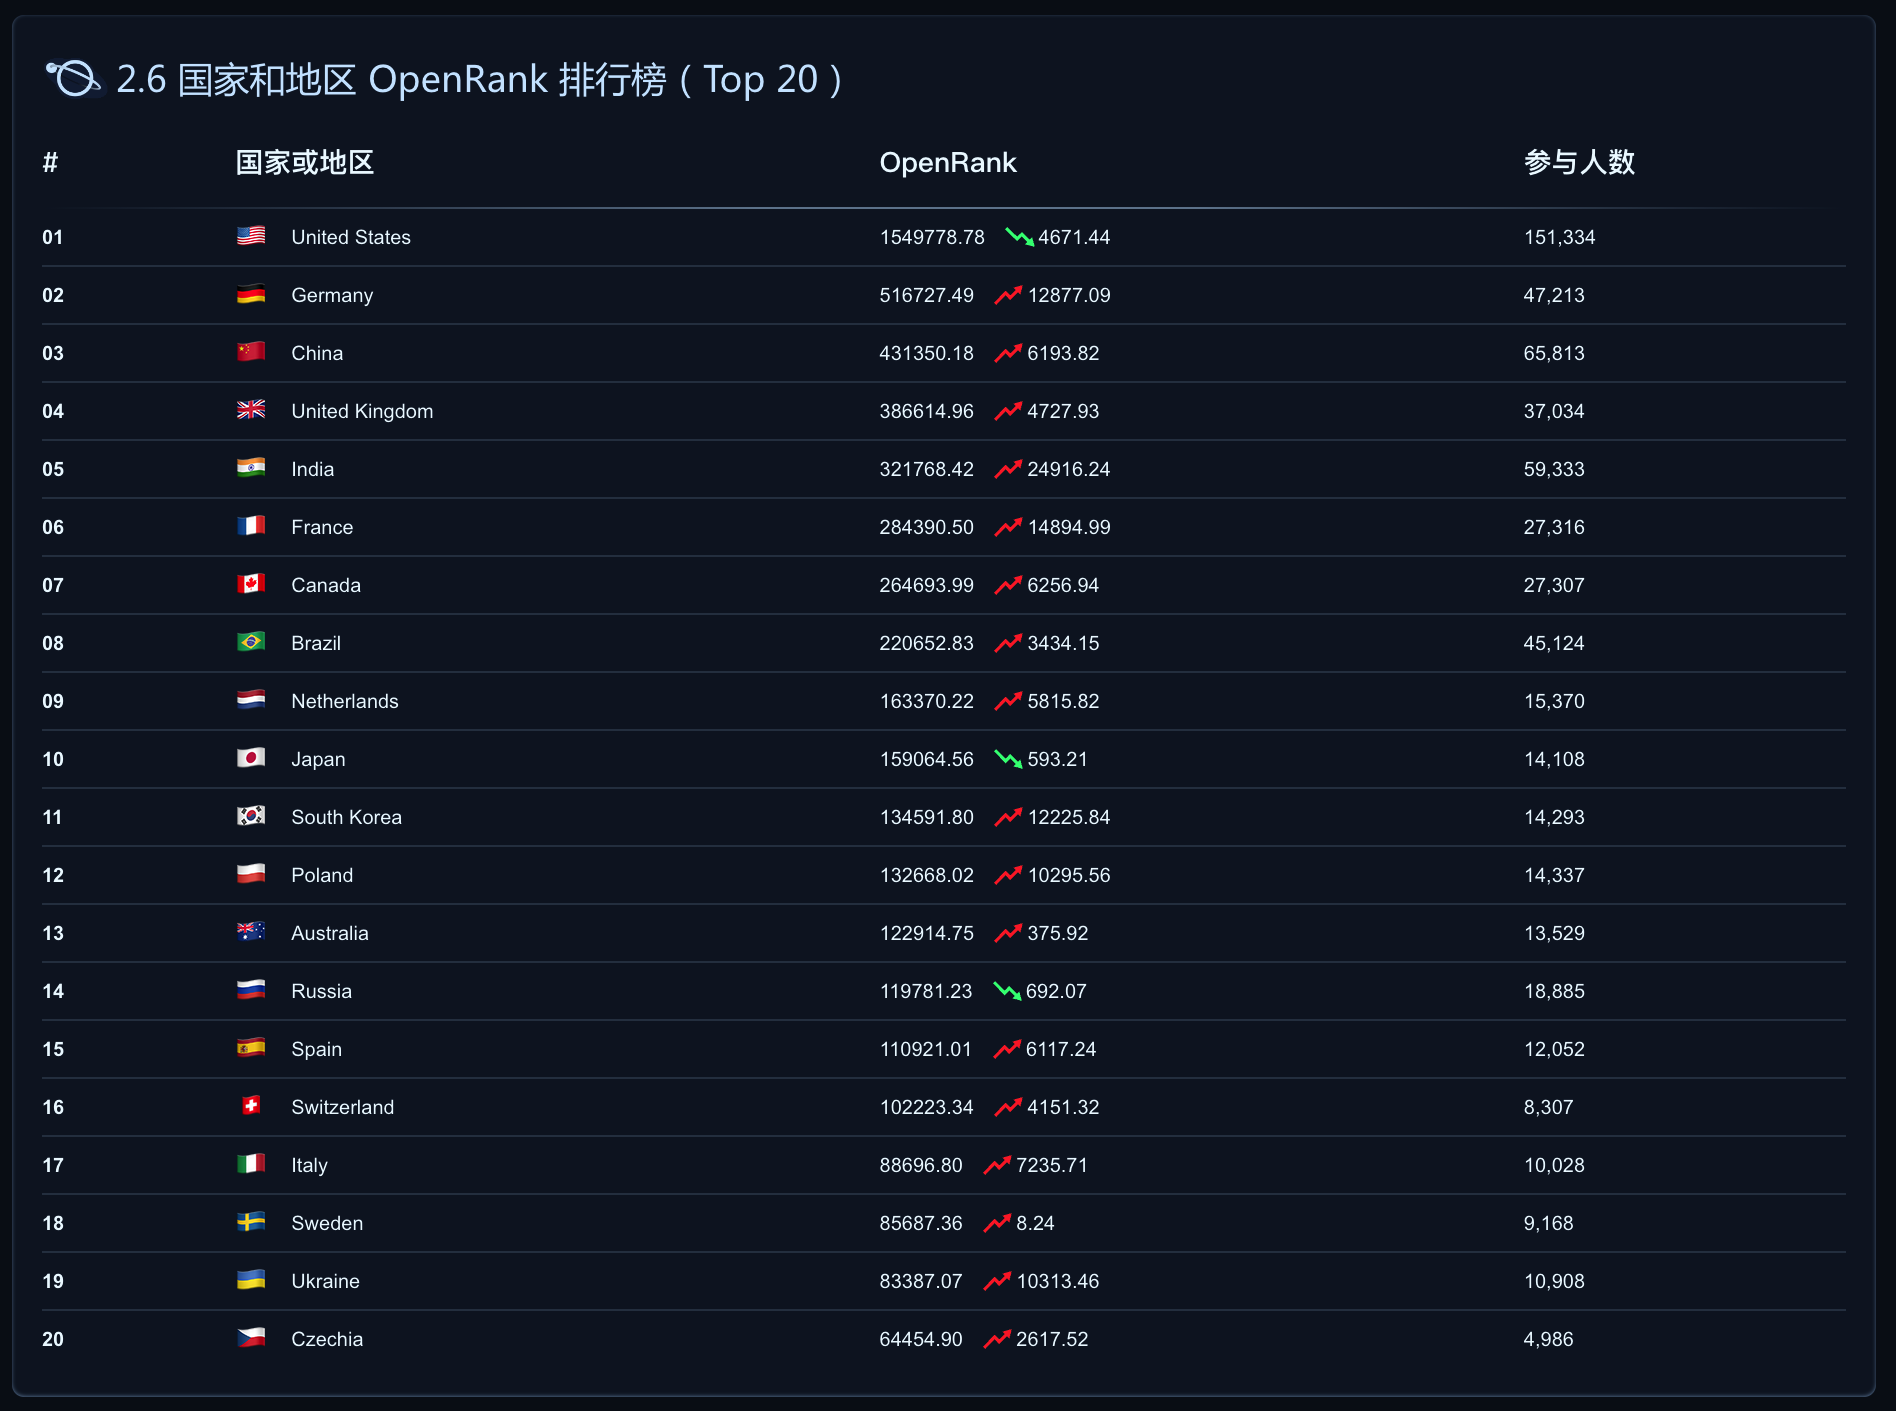 2.6 国家和地区 OpenRank 排行榜 ( Top 20 )
# 国家或地区 OpenRank 参与人数
01 United States 1549778.78 4671.44 151,334
02 Germany 516727.49 12877.09 47,213
03 China 431350.18 6193.82 65,813
04 United Kingdom 386614.96 4727.93 37,034
05 India 321768.42 24916.24 59,333
06 France 284390.50 14894.99 27,316
07 Canada 264693.99 6256.94 27,307
08 Brazil 220652.83 3434.15 45,124
09 Netherlands 163370.22 5815.82 15,370
10 Japan 159064.56 593.21 14,108
11 South Korea 134591.80 12225.84 14,293
12 Poland 132668.02 10295.56 14,337
13 Australia 122914.75 375.92 13,529
14 Russia 119781.23 692.07 18,885
15 Spain 110921.01 6117.24 12,052
16 Switzerland 102223.34 4151.32 8,307
17 Italy 88696.80 7235.71 10,028
18 Sweden 85687.36 8.24 9,168
19 Ukraine 83387.07 10313.46 10,908
20 Czechia 64454.90 2617.52 4,986